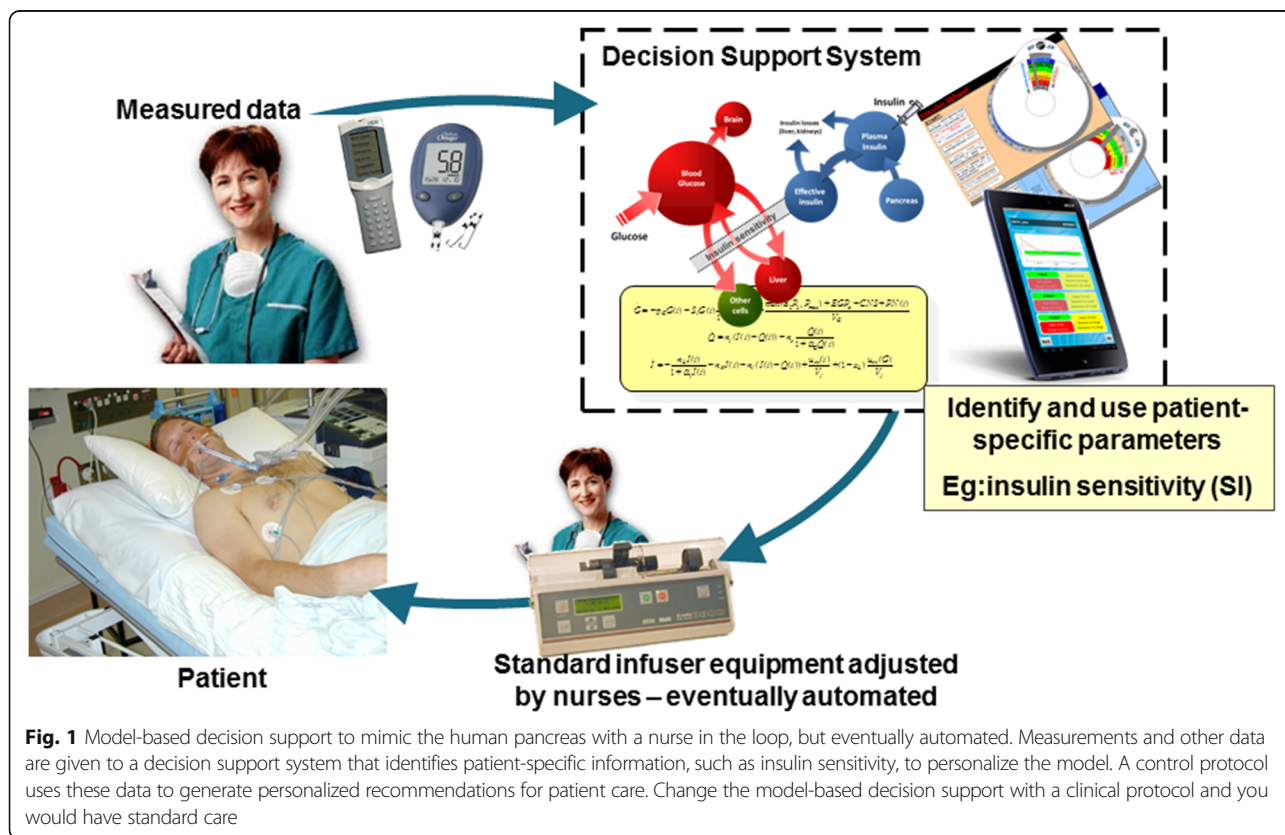 Decision Support System
Measured data
Insulin
Brain
Insulin losses
(liver, kidneys)
Plasma
Insulin
Blood
Glucose
Effective
insulin
Pancreas
Glucose
Insulin sensitivity
Liver
Other
cells
5.8
Identify and use patient-
specific parameters
Eg:insulin sensitivity (SI)
Patient
Standard infuser equipment adjusted
by nurses – eventually automated
Fig. 1 Model-based decision support to mimic the human pancreas with a nurse in the loop, but eventually automated. Measurements and other data
are given to a decision support system that identifies patient-specific information, such as insulin sensitivity, to personalize the model. A control protocol
uses these data to generate personalized recommendations for patient care. Change the model-based decision support with a clinical protocol and you
would have standard care